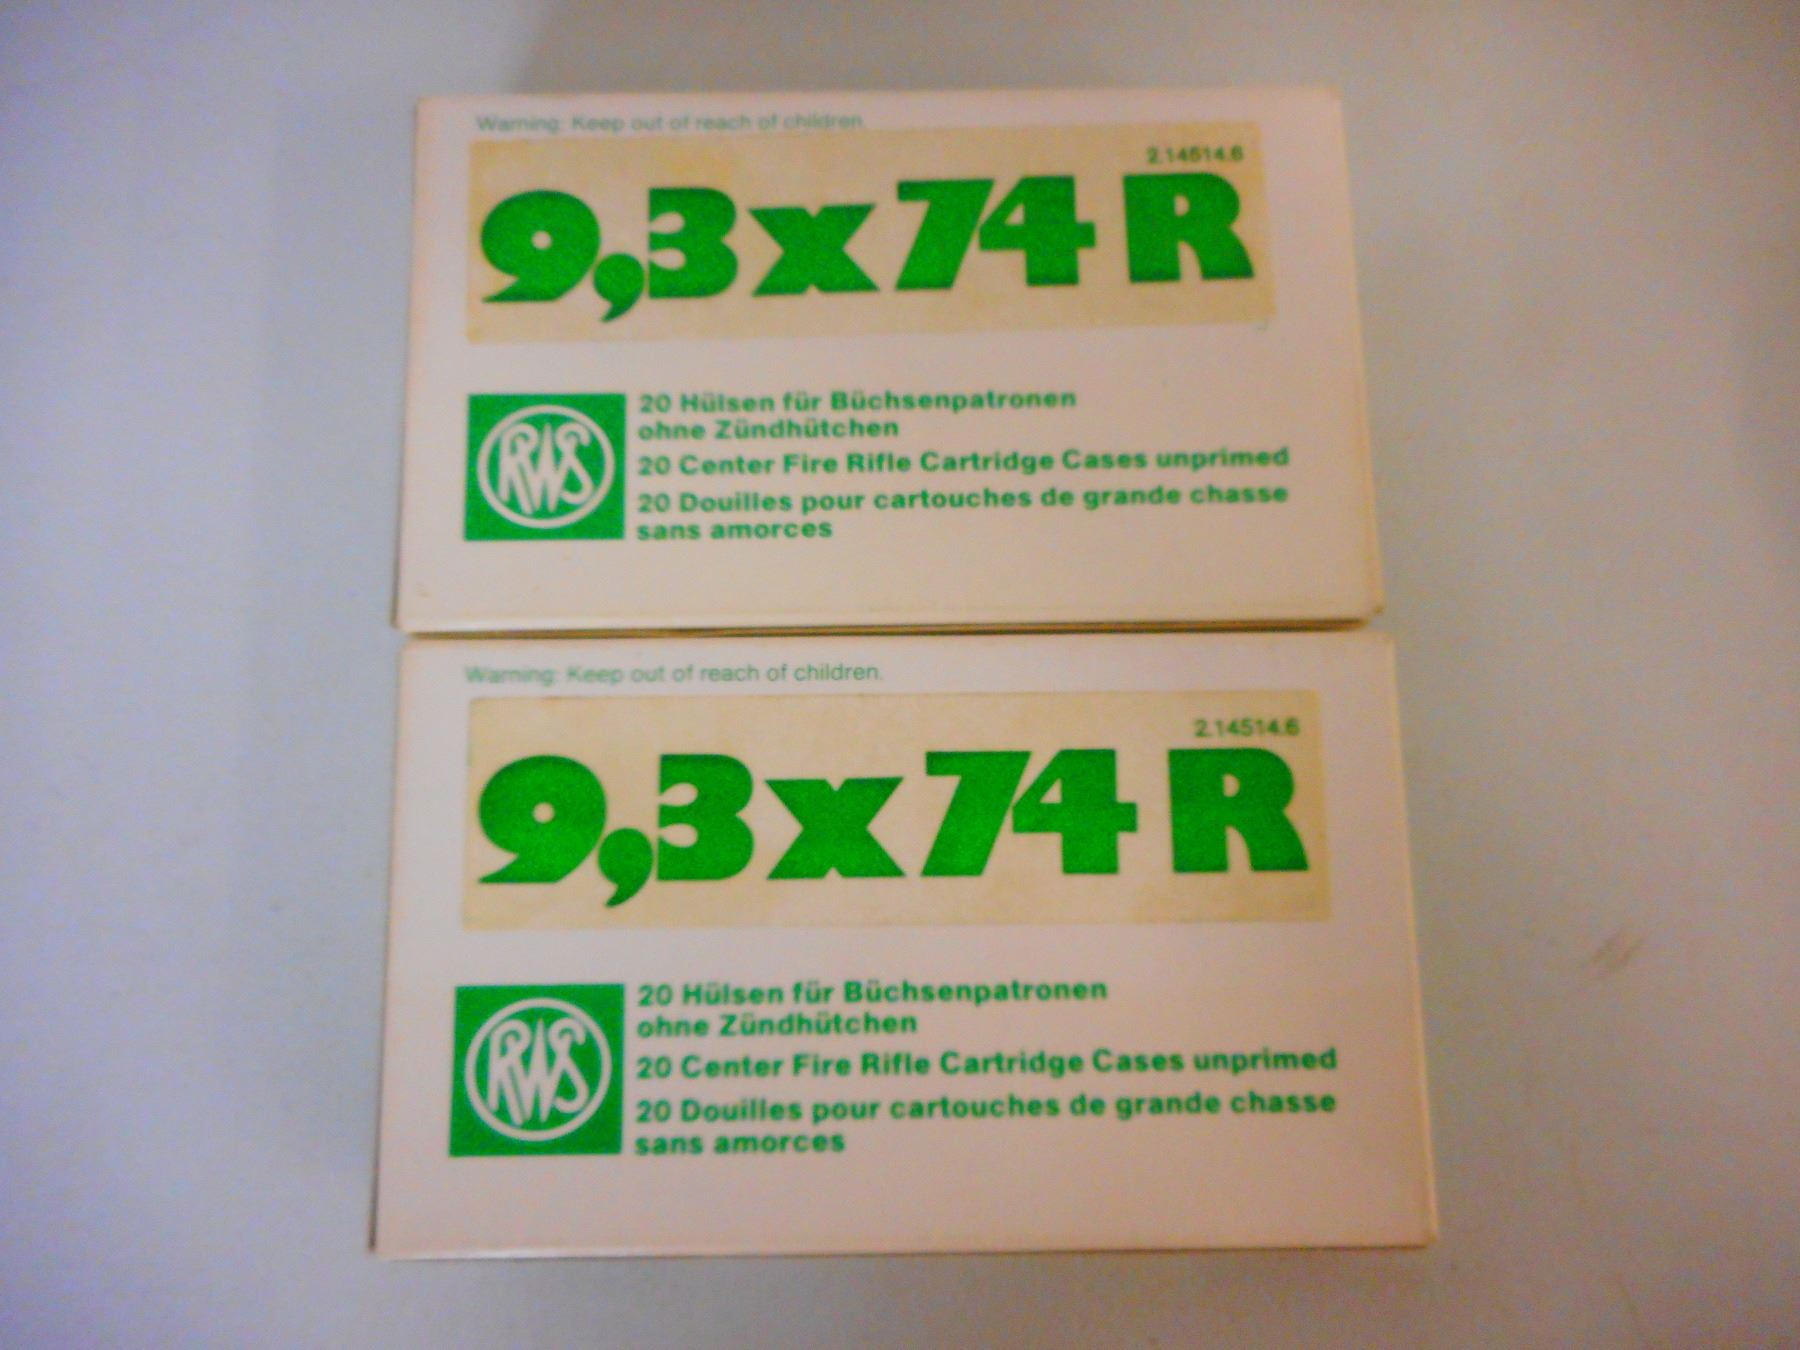 Warning: Keep out of reach of children.
2.14514.6
9,3x74R
RWS
20 Hülsen für Büchsenpatronen
ohne Zündhütchen
20 Center Fire Rifle Cartridge Cases unprimed
20 Douilles pour cartouches de grande chasse
sans amorces
Warning: Keep out of reach of children.
2.14514.6
9,3x74R
RWS
20 Hülsen für Büchsenpatronen
ohne Zündhütchen
20 Center Fire Rifle Cartridge Cases unprimed
20 Douilles pour cartouches de grande chasse
sans amorces